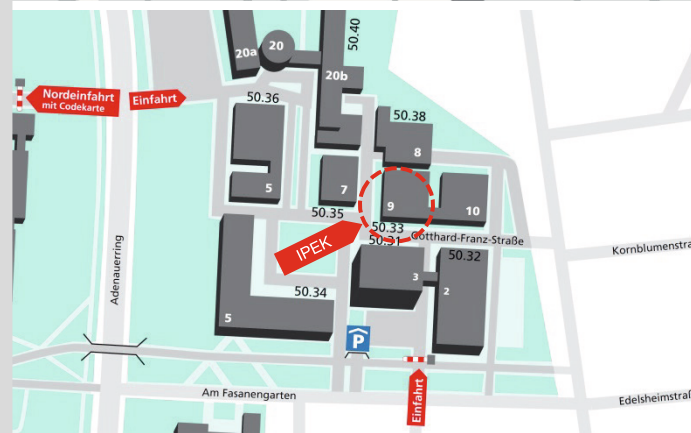 50.40
20a
20
20b
Nordeinfahrt
mit Codekarte
Einfahrt
50.36
50.38
8
5
7
9
10
50.35
50.33
50.31
Gotthard-Franz-Straße
IPEK
Kornblumenstra
50.32
3
2
Adenauerring
50.34
5
P
Am Fasanengarten
Einfahrt
Edelsheimstraß